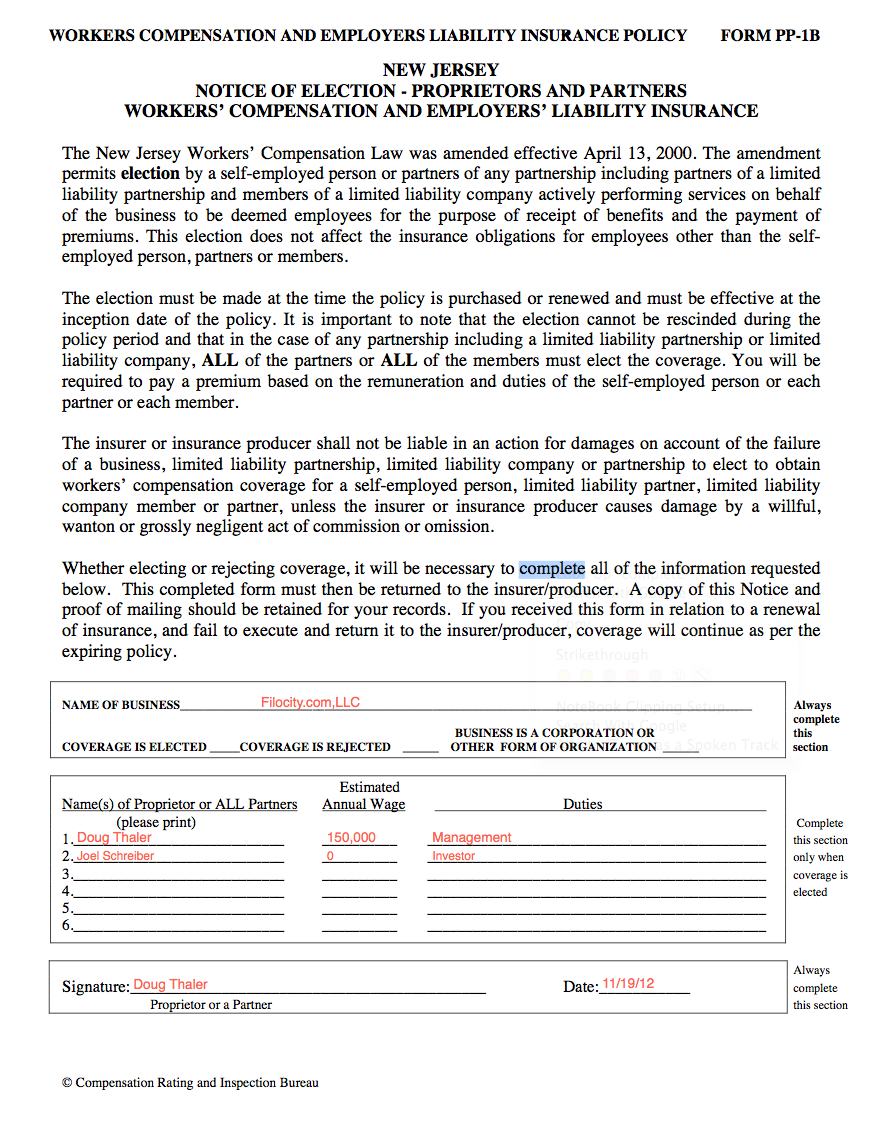 WORKERS COMPENSATION AND EMPLOYERS LIABILITY INSURANCE POLICY FORM PP-1B
NEW JERSEY
NOTICE OF ELECTION - PROPRIETORS AND PARTNERS
WORKERS’ COMPENSATION AND EMPLOYERS’ LIABILITY INSURANCE
The New Jersey Workers’ Compensation Law was amended effective April 13, 2000. The amendment
permits election by a self-employed person or partners of any partnership including partners of a limited
liability partnership and members of a limited liability company actively performing services on behalf
of the business to be deemed employees for the purpose of receipt of benefits and the payment of
premiums. This election does not affect the insurance obligations for employees other than the self-
employed person, partners or members.
The election must be made at the time the policy is purchased or renewed and must be effective at the
inception date of the policy. It is important to note that the election cannot be rescinded during the
policy period and that in the case of any partnership including a limited liability partnership or limited
liability company, ALL of the partners or ALL of the members must elect the coverage. You will be
required to pay a premium based on the remuneration and duties of the self-employed person or each
partner or each member.
The insurer or insurance producer shall not be liable in an action for damages on account of the failure
of a business, limited liability partnership, limited liability company or partnership to elect to obtain
workers’ compensation coverage for a self-employed person, limited liability partner, limited liability
company member or partner, unless the insurer or insurance producer causes damage by a willful,
wanton or grossly negligent act of commission or omission.
Whether electing or rejecting coverage, it will be necessary to complete all of the information requested
below. This completed form must then be returned to the insurer/producer. A copy of this Notice and
proof of mailing should be retained for your records. If you received this form in relation to a renewal
of insurance, and fail to execute and return it to the insurer/producer, coverage will continue as per the
expiring policy.
Strikethrough
NAME OF BUSINESS Filocity.com,LLC
NoteBook Clipping Setup...
Search With Google
BUSINESS IS A CORPORATION OR
COVERAGE IS ELECTED _____COVERAGE IS REJECTED _____ OTHER FORM OF ORGANIZATION _____
as a Spoken Track
Always
complete
this
section
Estimated
Name(s) of Proprietor or ALL Partners Annual Wage Duties
(please print)
1. Doug Thaler 150,000 Management
2. Joel Schreiber 0 Investor
3.
4.
5.
6.
Complete
this section
only when
coverage is
elected
Signature: Doug Thaler Date: 11/19/12
Proprietor or a Partner
Always
complete
this section
© Compensation Rating and Inspection Bureau